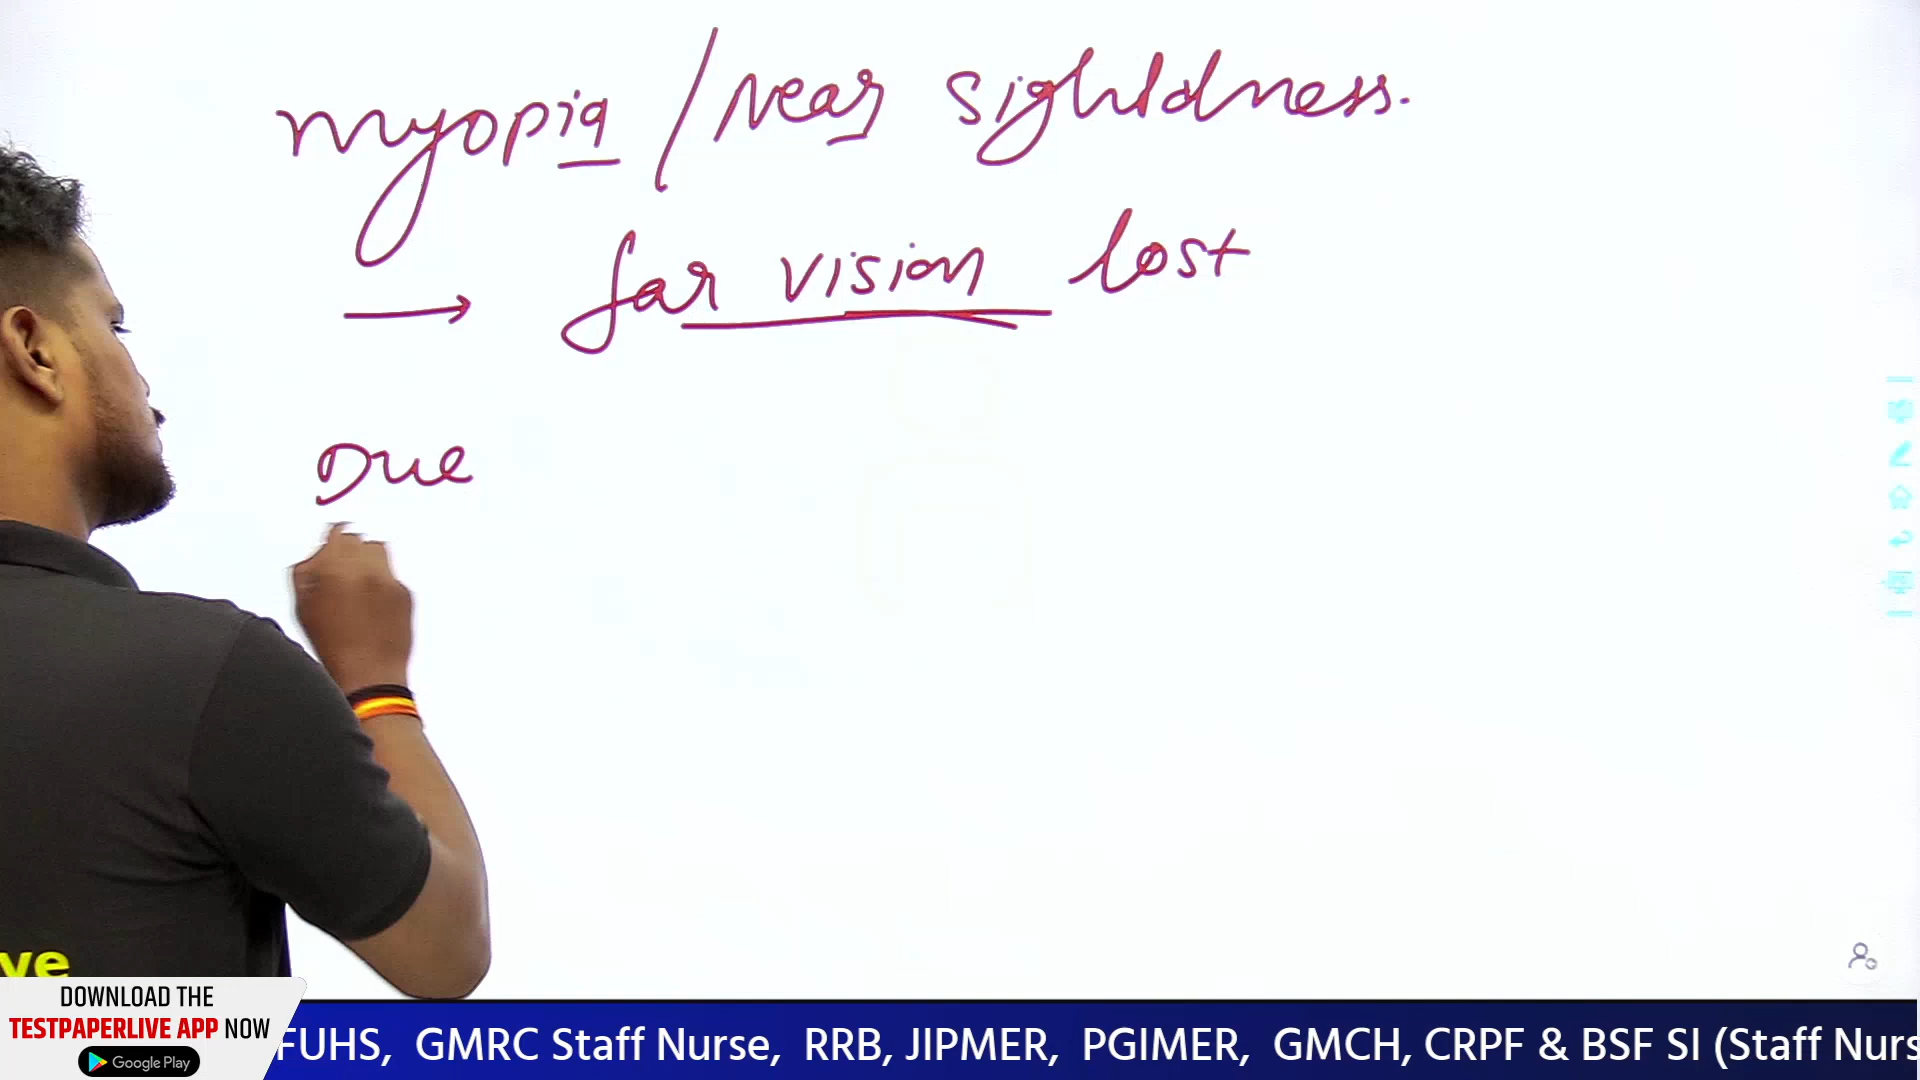 myopia / Near sightdness.
→ far vision lost
Due
ve
DOWNLOAD THE
TESTPAPERLIVE APP NOW
Google Play
FUHS, GMRC Staff Nurse, RRB, JIPMER, PGIMER, GMCH, CRPF & BSF SI (Staff Nurs